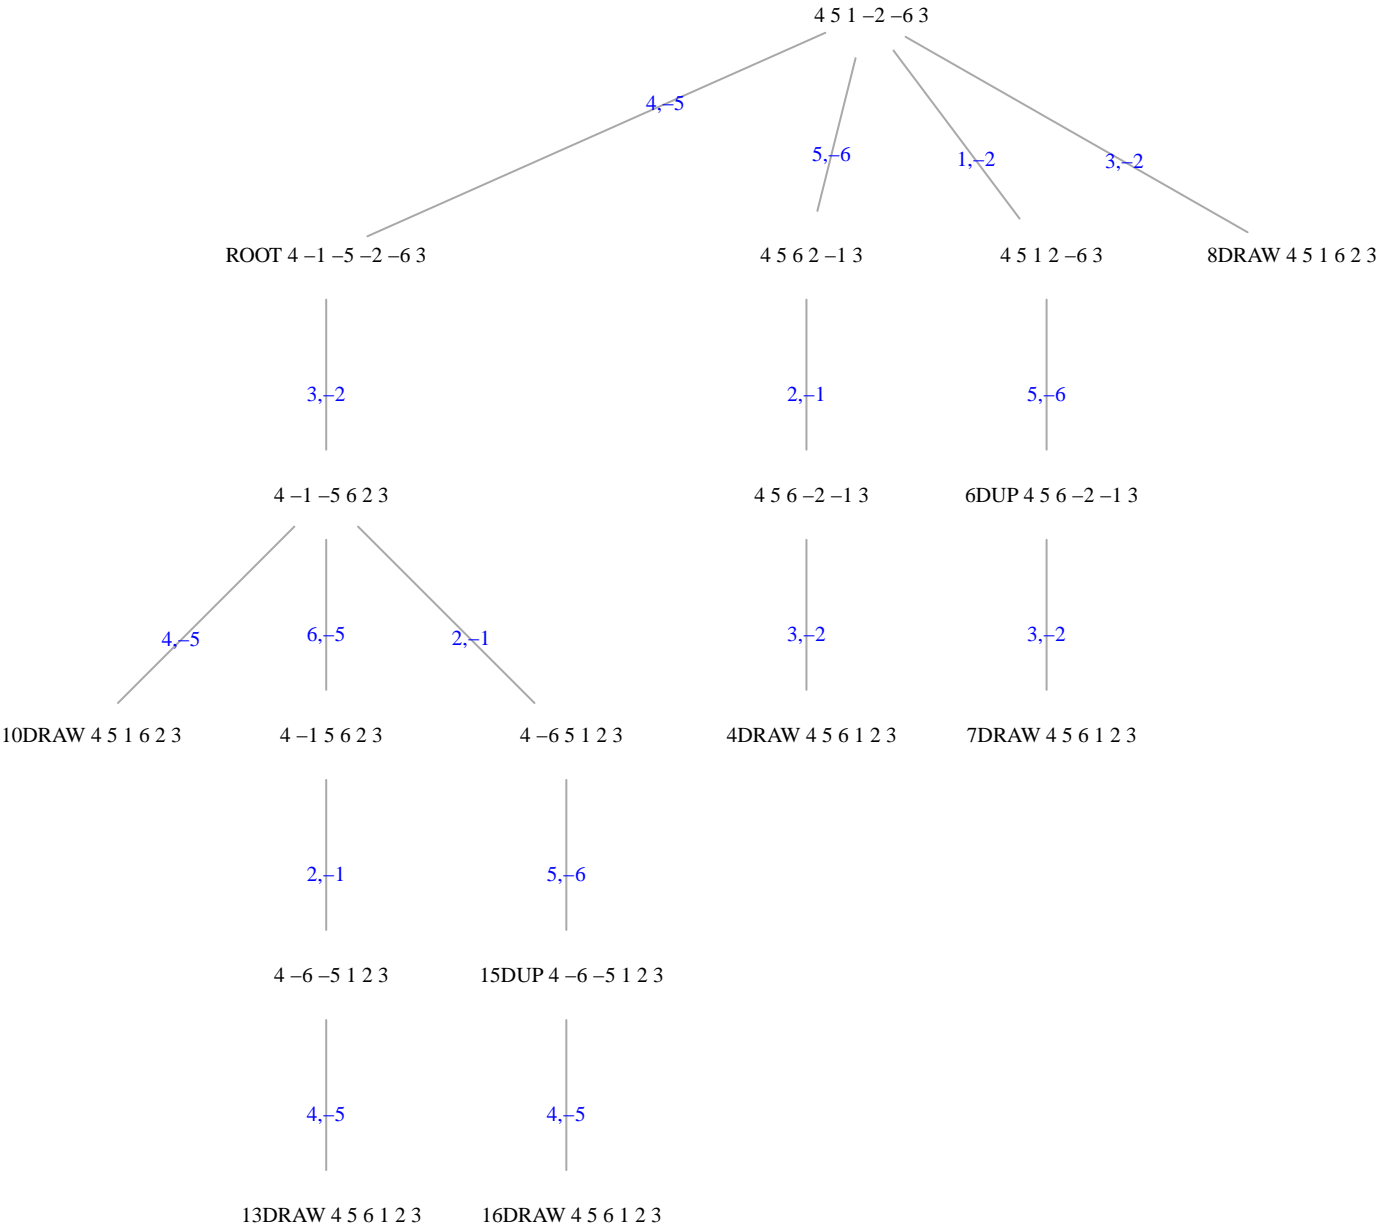 4 5 1 –2 –6 3
4,–5
5,–6
1,–2
3,–2
ROOT 4 –1 –5 –2 –6 3
4 5 6 2 –1 3
4 5 1 2 –6 3
8DRAW 4 5 1 6 2 3
3,–2
2,–1
5,–6
4 –1 –5 6 2 3
4 5 6 –2 –1 3
6DUP 4 5 6 –2 –1 3
4,–5
6,–5
2,–1
3,–2
3,–2
10DRAW 4 5 1 6 2 3
4 –1 5 6 2 3
4 –6 5 1 2 3
4DRAW 4 5 6 1 2 3
7DRAW 4 5 6 1 2 3
2,–1
5,–6
4 –6 –5 1 2 3
15DUP 4 –6 –5 1 2 3
4,–5
4,–5
13DRAW 4 5 6 1 2 3
16DRAW 4 5 6 1 2 3